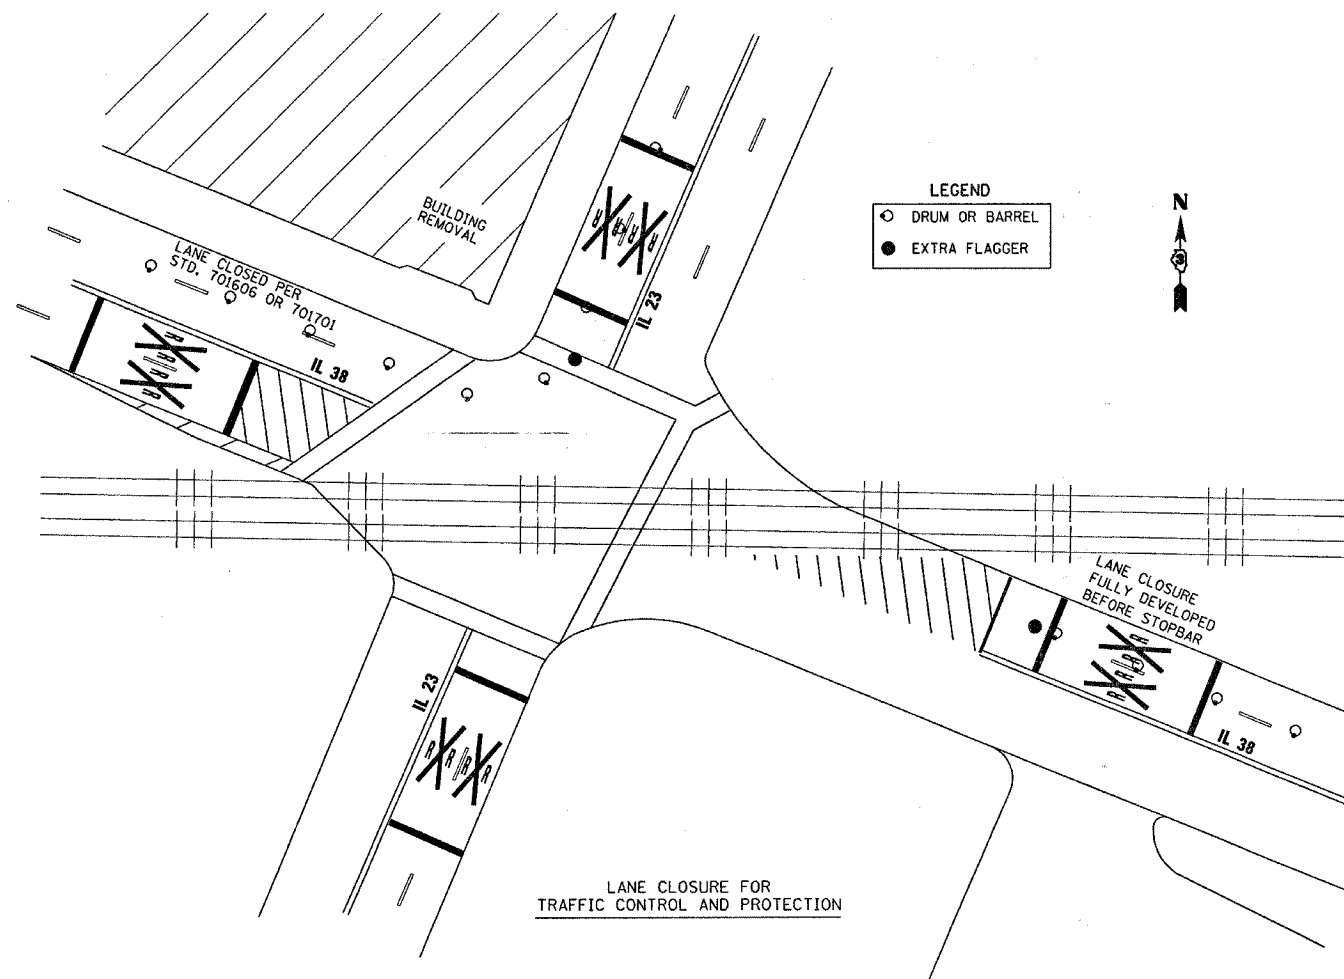 BUILDING
REMOVAL
LEGEND
DRUM OR BARREL
EXTRA FLAGGER
N
LANE CLOSED PER
STD. 701606 OR 701701
IL 38
IL 23
R R R R
R R R R
LANE CLOSURE
FULLY DEVELOPED
BEFORE STOPBAR
R R R R
IL 38
IL 23
R R R R
LANE CLOSURE FOR
TRAFFIC CONTROL AND PROTECTION